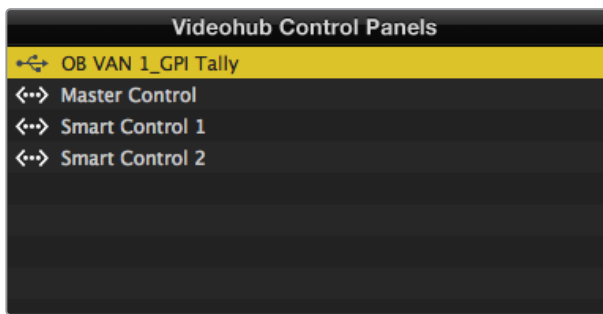 Videohub Control Panels
OB VAN 1_GPI Tally
Master Control
Smart Control 1
Smart Control 2